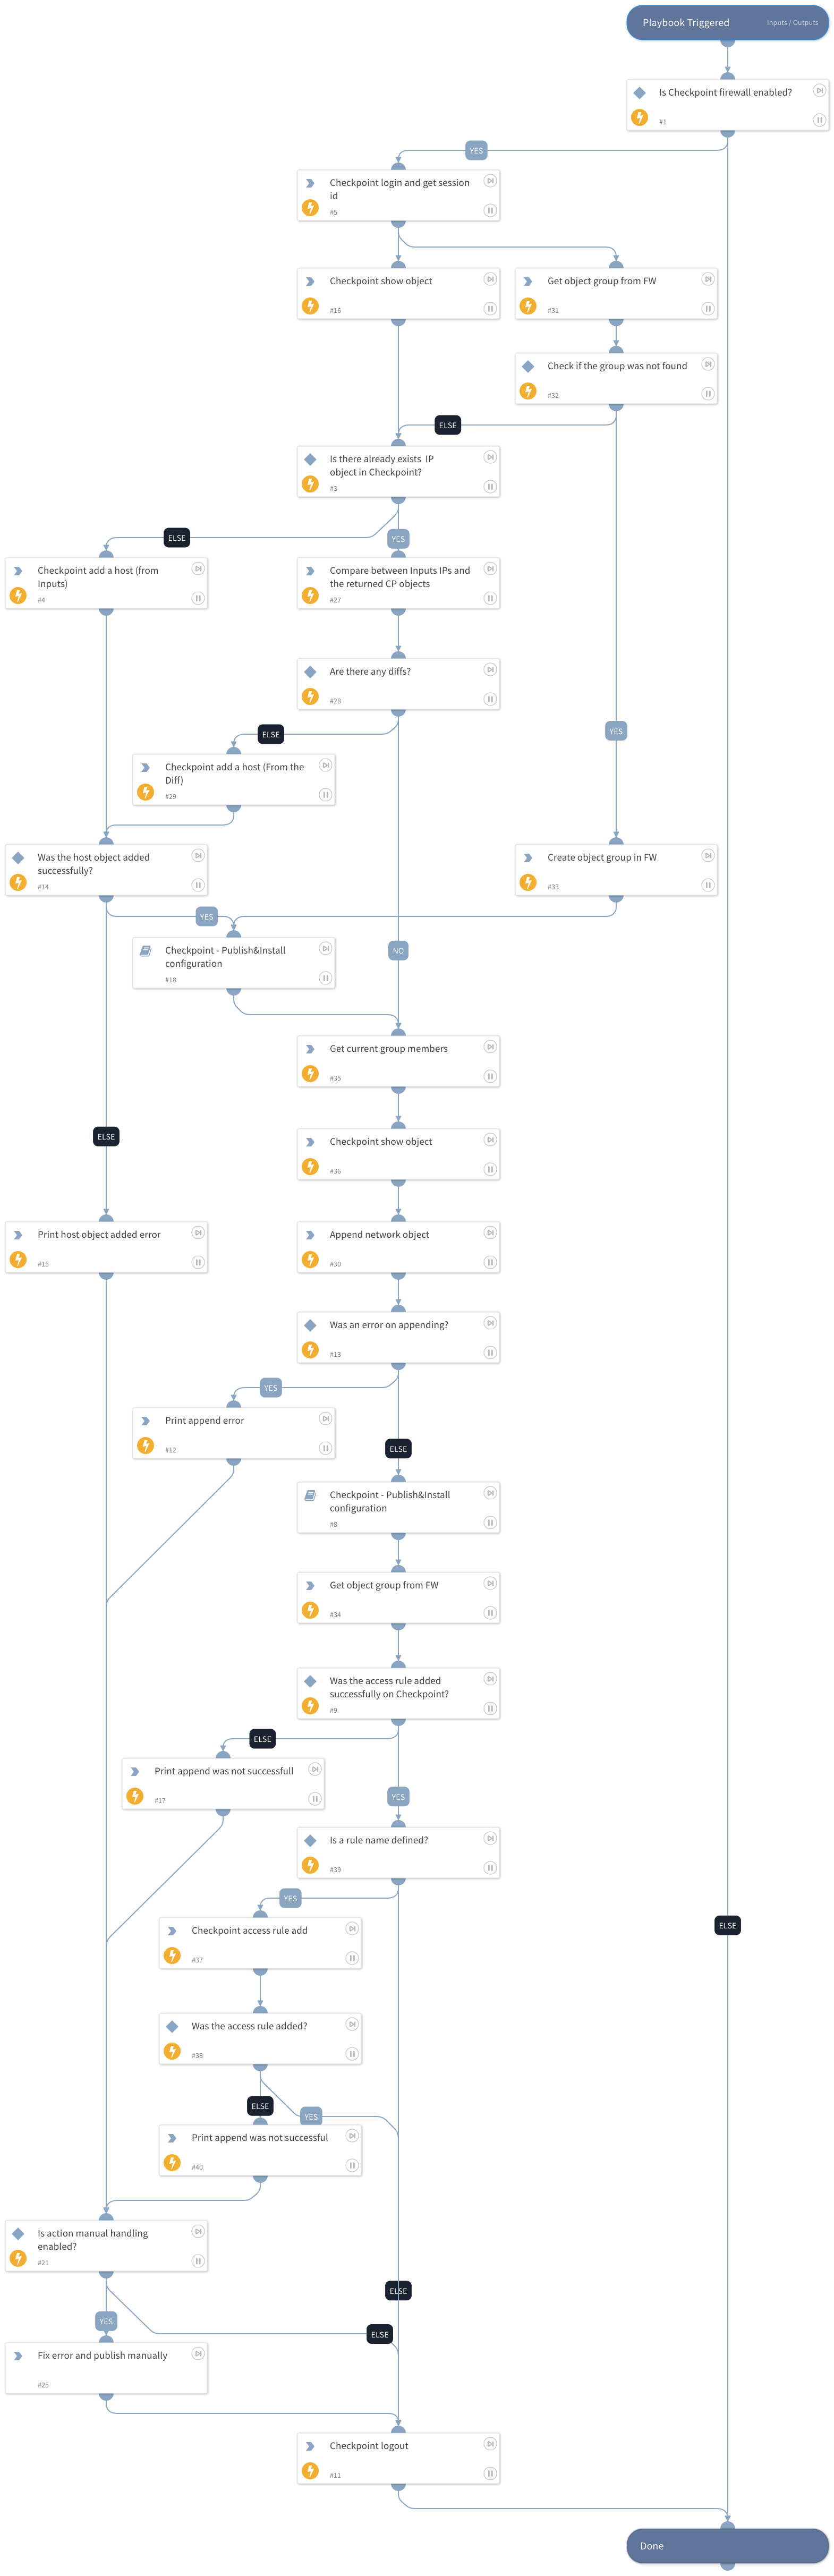 Playbook Triggered
Inputs / Outputs
Is Checkpoint firewall enabled?
#1
YES
Checkpoint login and get session
id
#5
Checkpoint show object
#16
Get object group from FW
#31
Check if the group was not found
#32
ELSE
Is there already exists IP
object in Checkpoint?
#3
ELSE
YES
Checkpoint add a host (from
Inputs)
#4
Compare between Inputs IPs and
the returned CP objects
#27
Are there any diffs?
#28
YES
ELSE
Checkpoint add a host (From the
Diff)
#29
Was the host object added
successfully?
#14
Create object group in FW
#33
YES
Checkpoint - Publish&Install
configuration
#18
NO
Get current group members
#35
ELSE
Checkpoint show object
#36
Print host object added error
#15
Append network object
#30
Was an error on appending?
#13
YES
Print append error
#12
ELSE
Checkpoint - Publish&Install
configuration
#8
Get object group from FW
#34
Was the access rule added
successfully on Checkpoint?
#9
ELSE
Print append was not successfull
#17
YES
Is a rule name defined?
#39
YES
Checkpoint access rule add
#37
ELSE
Was the access rule added?
#38
ELSE
YES
Print append was not successful
#40
Is action manual handling
enabled?
#21
ELSE
YES
ELSE
Fix error and publish manually
#25
Checkpoint logout
#11
Done